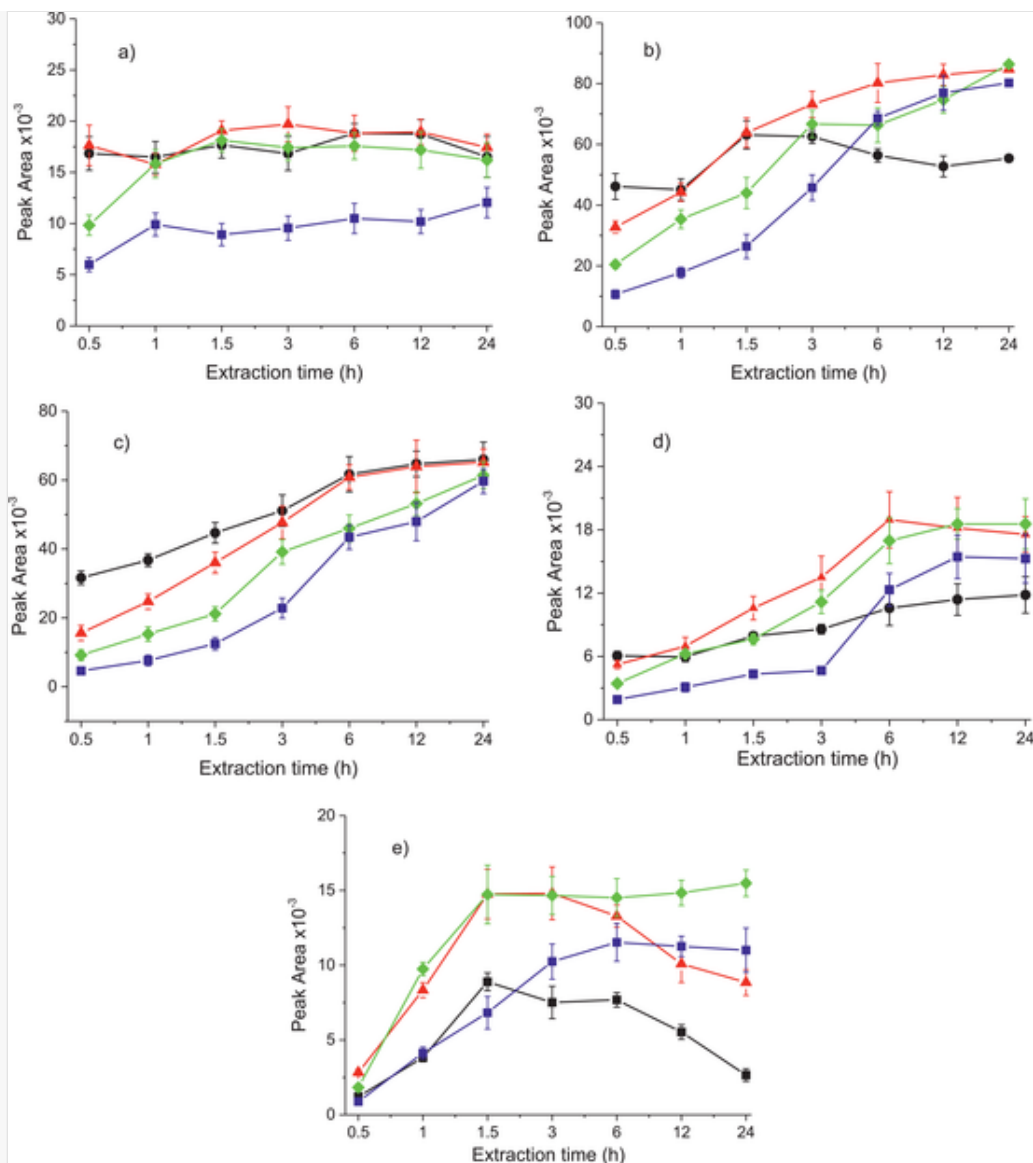 a)
Peak Area x10-3
30
25
20
15
10
5
0
0.5 1 1.5 3 6 12 24
Extraction time (h)
b)
Peak Area x10-3
100
80
60
40
20
0
0.5 1 1.5 3 6 12 24
Extraction time (h)
c)
Peak Area x10-3
80
60
40
20
0
0.5 1 1.5 3 6 12 24
Extraction time (h)
d)
Peak Area x10-3
30
24
18
12
6
0
0.5 1 1.5 3 6 12 24
Extraction time (h)
e)
Peak Area x10-3
20
15
10
5
0
0.5 1 1.5 3 6 12 24
Extraction time (h)